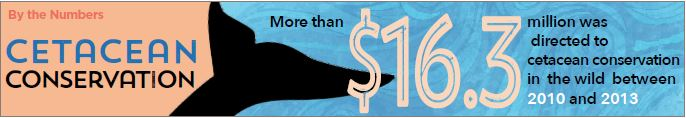 By the Numbers
CETACEAN
CONSERVATION
More than
$16.3
million was
directed to
cetacean conservation
in the wild between
2010 and 2013